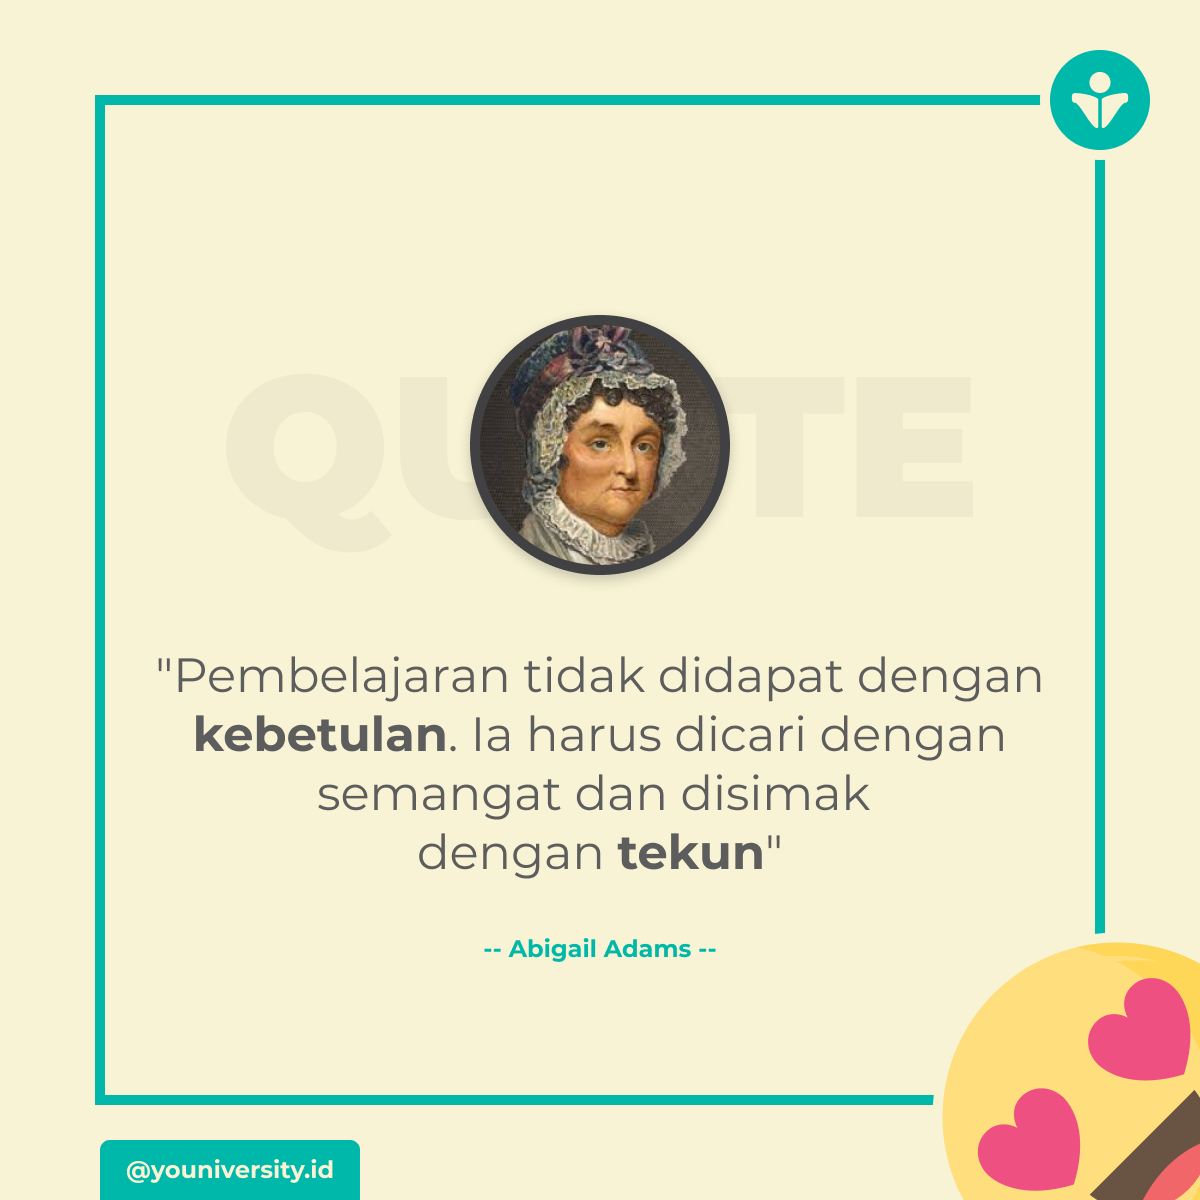 QUOTE
"Pembelajaran tidak didapat dengan
kebetulan. Ia harus dicari dengan
semangat dan disimak
dengan tekun"
-- Abigail Adams --
@youniversity.id